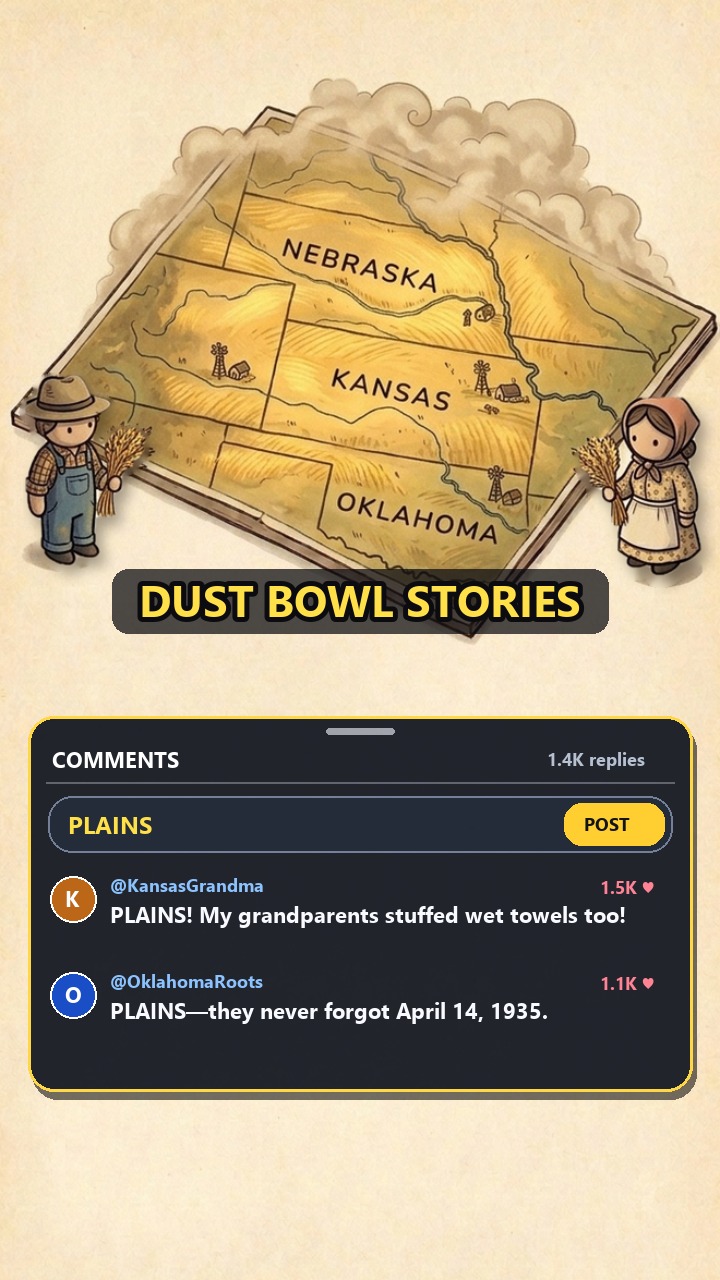 NEBRASKA
KANSAS
OKLAHOMA
DUST BOWL STORIES
COMMENTS
1.4K replies
PLAINS
POST
K
@KansasGrandma
1.5K ♥
PLAINS! My grandparents stuffed wet towels too!
O
@OklahomaRoots
1.1K ♥
PLAINS—they never forgot April 14, 1935.